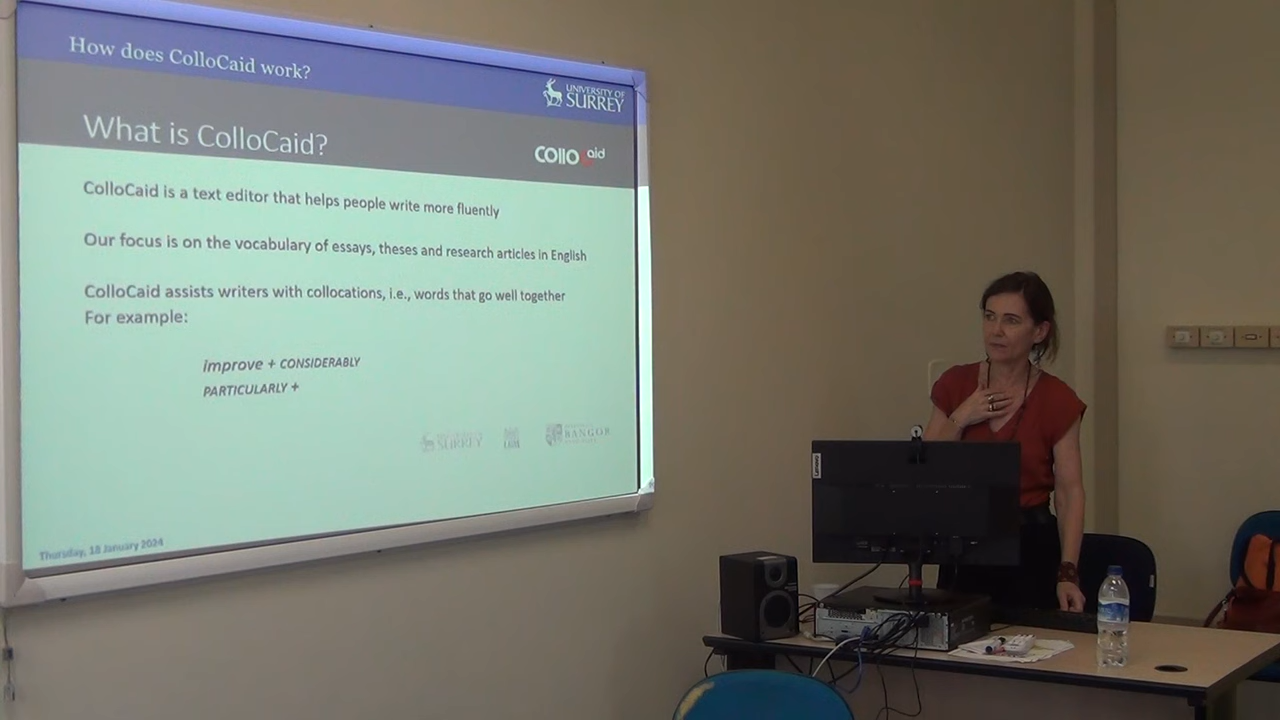 How does ColloCaid work?
UNIVERSITY OF
SURREY
What is ColloCaid?
Collo aid
ColloCaid is a text editor that helps people write more fluently
Our focus is on the vocabulary of essays, theses and research articles in English
ColloCaid assists writers with collocations, i.e., words that go well together
For example:
improve + CONSIDERABLY
PARTICULARLY +
SURREY
BANGOR
Thursday, 18 January 2024
Lenovo